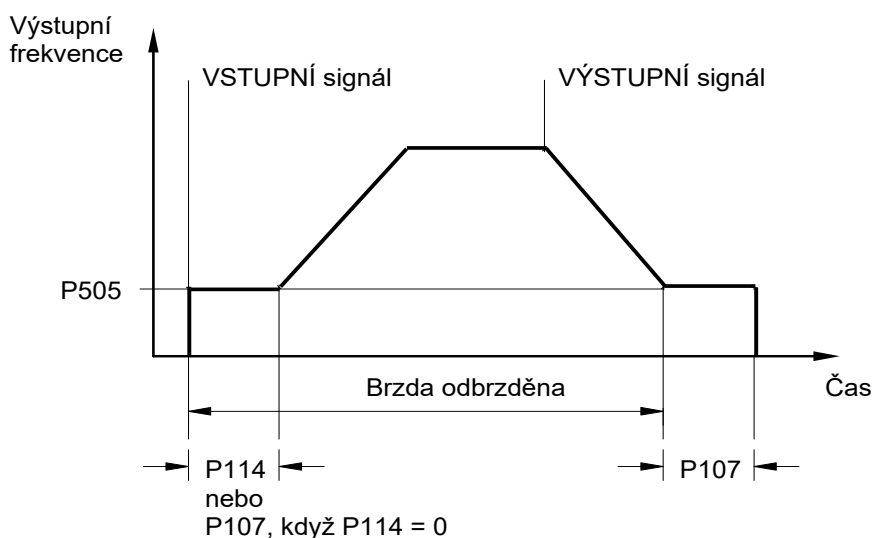 Výstupní
frekvence
VSTUPNÍ signál
VÝSTUPNÍ signál
P505
Brzda odbrzděna
Čas
P114
nebo
P107, když P114 = 0
P107